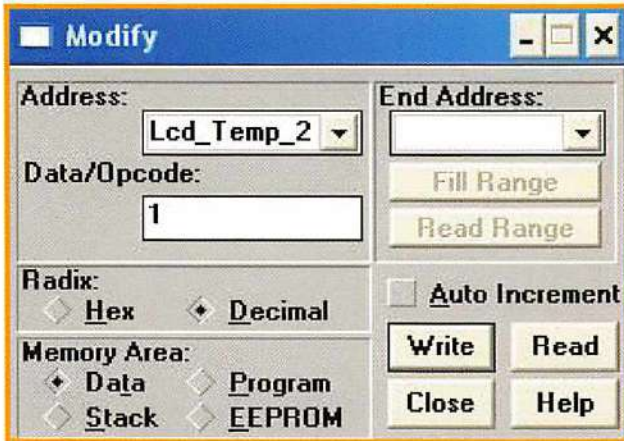 Modify
Address:
Lcd_Temp_2
Data/Opcode:
1
End Address:
Fill Range
Read Range
Radix:
Hex Decimal
Auto Increment
Memory Area:
Data Program
Stack EEPROM
Write Read
Close Help